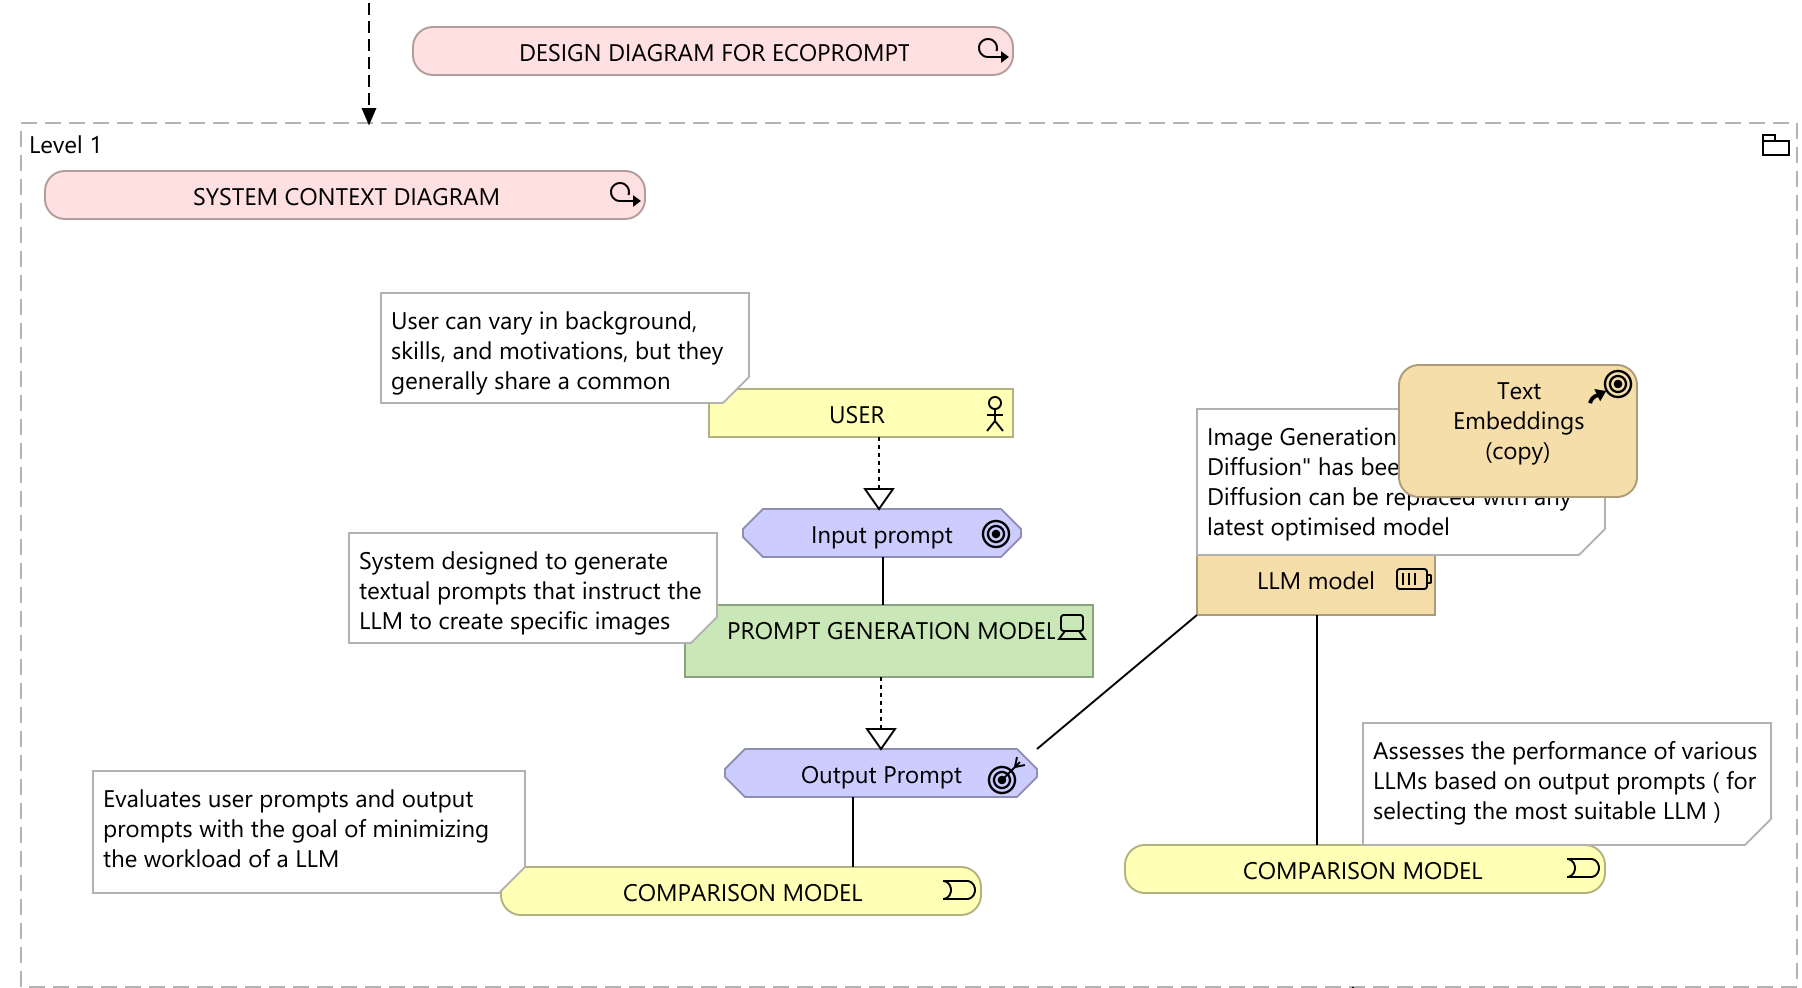 DESIGN DIAGRAM FOR ECOPROMPT
Level 1
SYSTEM CONTEXT DIAGRAM
User can vary in background,
skills, and motivations, but they
generally share a common
USER
Text
Embeddings
(copy)
Image Generation
Diffusion" has
Diffusion can be replaced with any
latest optimised model
Input prompt
System designed to generate
textual prompts that instruct the
LLM to create specific images
LLM model
PROMPT GENERATION MODEL
Assesses the performance of various
LLMs based on output prompts ( for
selecting the most suitable LLM )
Output Prompt
Evaluates user prompts and output
prompts with the goal of minimizing
the workload of a LLM
COMPARISON MODEL
COMPARISON MODEL